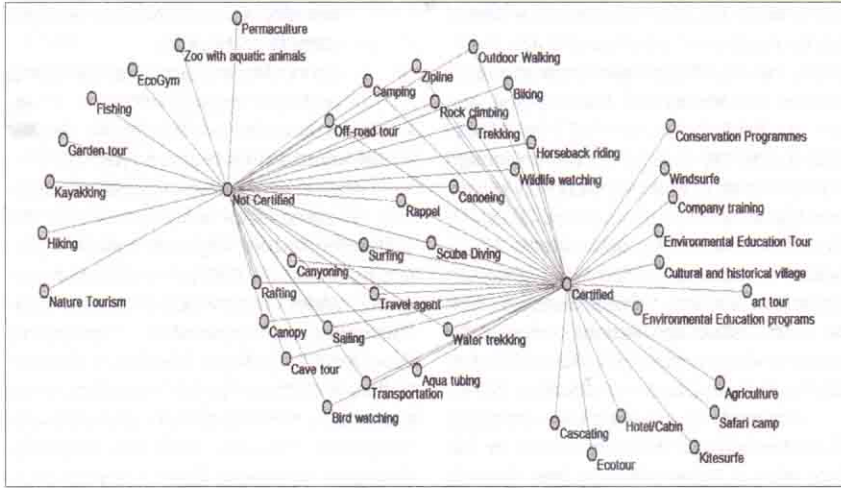 Permaculture
Zoo with aquatic animals
Outdoor Walking
EcoGym
Zipline
Camping
Biking
Fishing
Rock climbing
Off-road tour
Trekking
Conservation Programmes
Garden tour
Horseback riding
Windsurfe
Wildlife watching
Kayakking
Not Certified
Canoeing
Company training
Rappel
Hiking
Surfing
Scuba Diving
Environmental Education Tour
Canyoning
Cultural and historical village
Nature Tourism
Rafting
Travel agent
Certified
art tour
Environmental Education programs
Canopy
Sailing
Water trekking
Cave tour
Aqua tubing
Transportation
Agriculture
Bird watching
Cascating
Hotel/Cabin
Safari camp
Ecotour
Kitesurfe